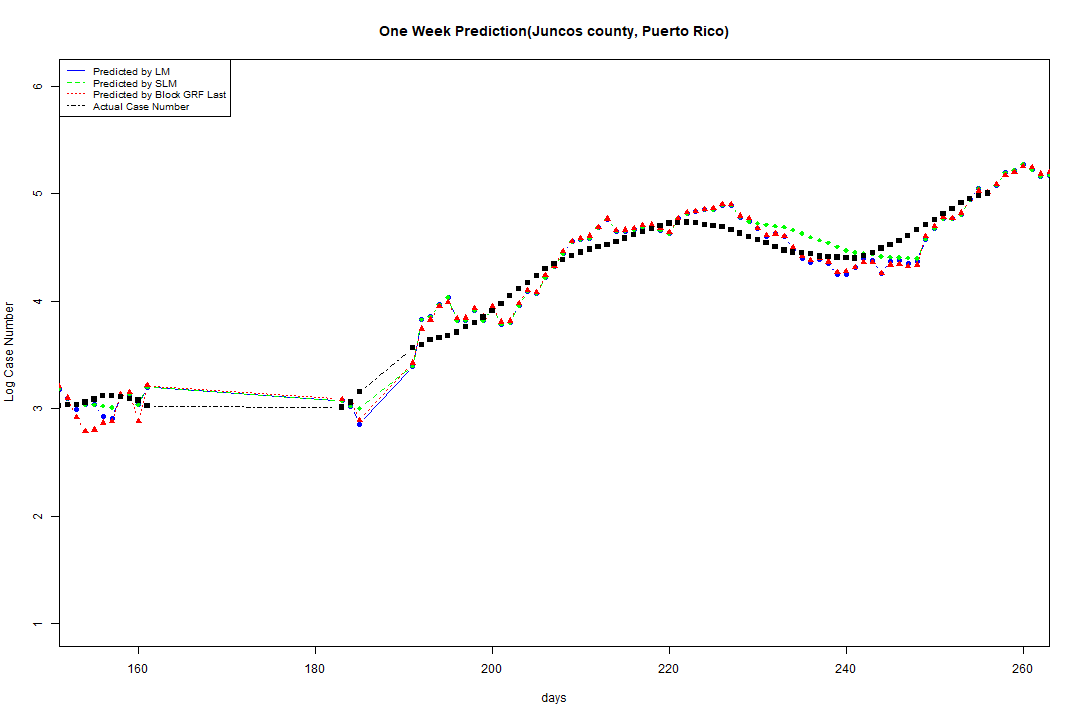 One Week Prediction(Juncos county, Puerto Rico)
Predicted by LM
Predicted by SLM
Predicted by Block GRF Last
Actual Case Number
6
5
4
3
2
1
Log Case Number
160 180 200 220 240 260
days